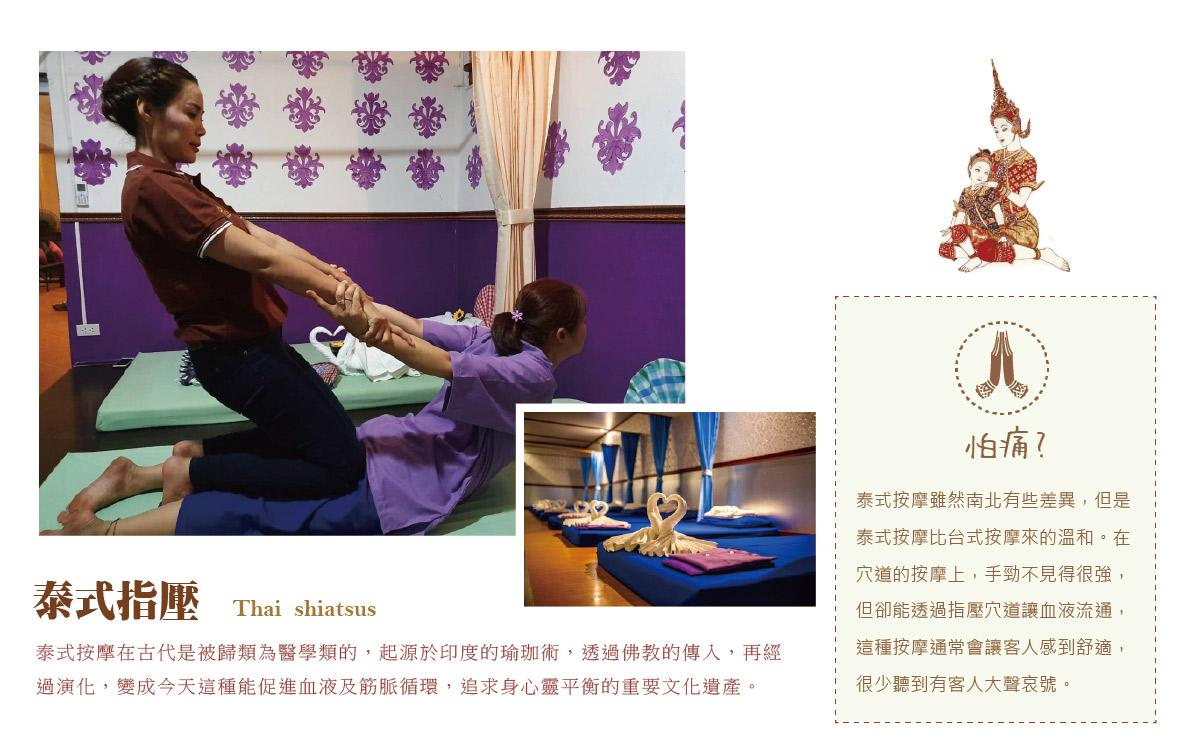 泰式指壓 Thai shiatsus
泰式按摩在古代是被歸類為醫學類的，起源於印度的瑜珈術，透過佛教的傳入，再經
過演化，變成今天這種能促進血液及筋脈循環，追求身心靈平衡的重要文化遺產。
怕痛？
泰式按摩雖然南北有些差異，但是
泰式按摩比台式按摩來的溫和。在
穴道的按摩上，手勁不見得很強，
但卻能透過指壓穴道讓血液流通，
這種按摩通常會讓客人感到舒適，
很少聽到有客人大聲哀號。